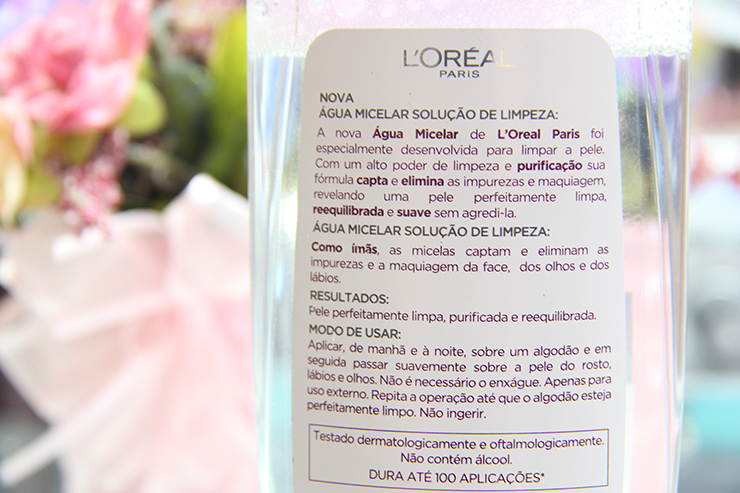 L'ORÉAL
PARIS
NOVA
ÁGUA MICELAR SOLUÇÃO DE LIMPEZA:
A nova Água Micelar de L'Oreal Paris foi
especialmente desenvolvida para limpar a pele.
Com um alto poder de limpeza e purificação sua
fórmula capta e elimina as impurezas e maquiagem,
revelando uma pele perfeitamente limpa,
reequilibrada e suave sem agredi-la.
ÁGUA MICELAR SOLUÇÃO DE LIMPEZA:
Como ímãs, as micelas captam e eliminam as
impurezas e a maquiagem da face, dos olhos e dos
lábios.
RESULTADOS:
Pele perfeitamente limpa, purificada e reequilibrada.
MODO DE USAR:
Aplicar, de manhã e à noite, sobre um algodão e em
seguida passar suavemente sobre a pele do rosto,
lábios e olhos. Não é necessário o enxágue. Apenas para
uso externo. Repita a operação até que o algodão esteja
perfeitamente limpo. Não ingerir.
Testado dermatologicamente e oftalmologicamente.
Não contém álcool.
DURA ATÉ 100 APLICAÇÕES*